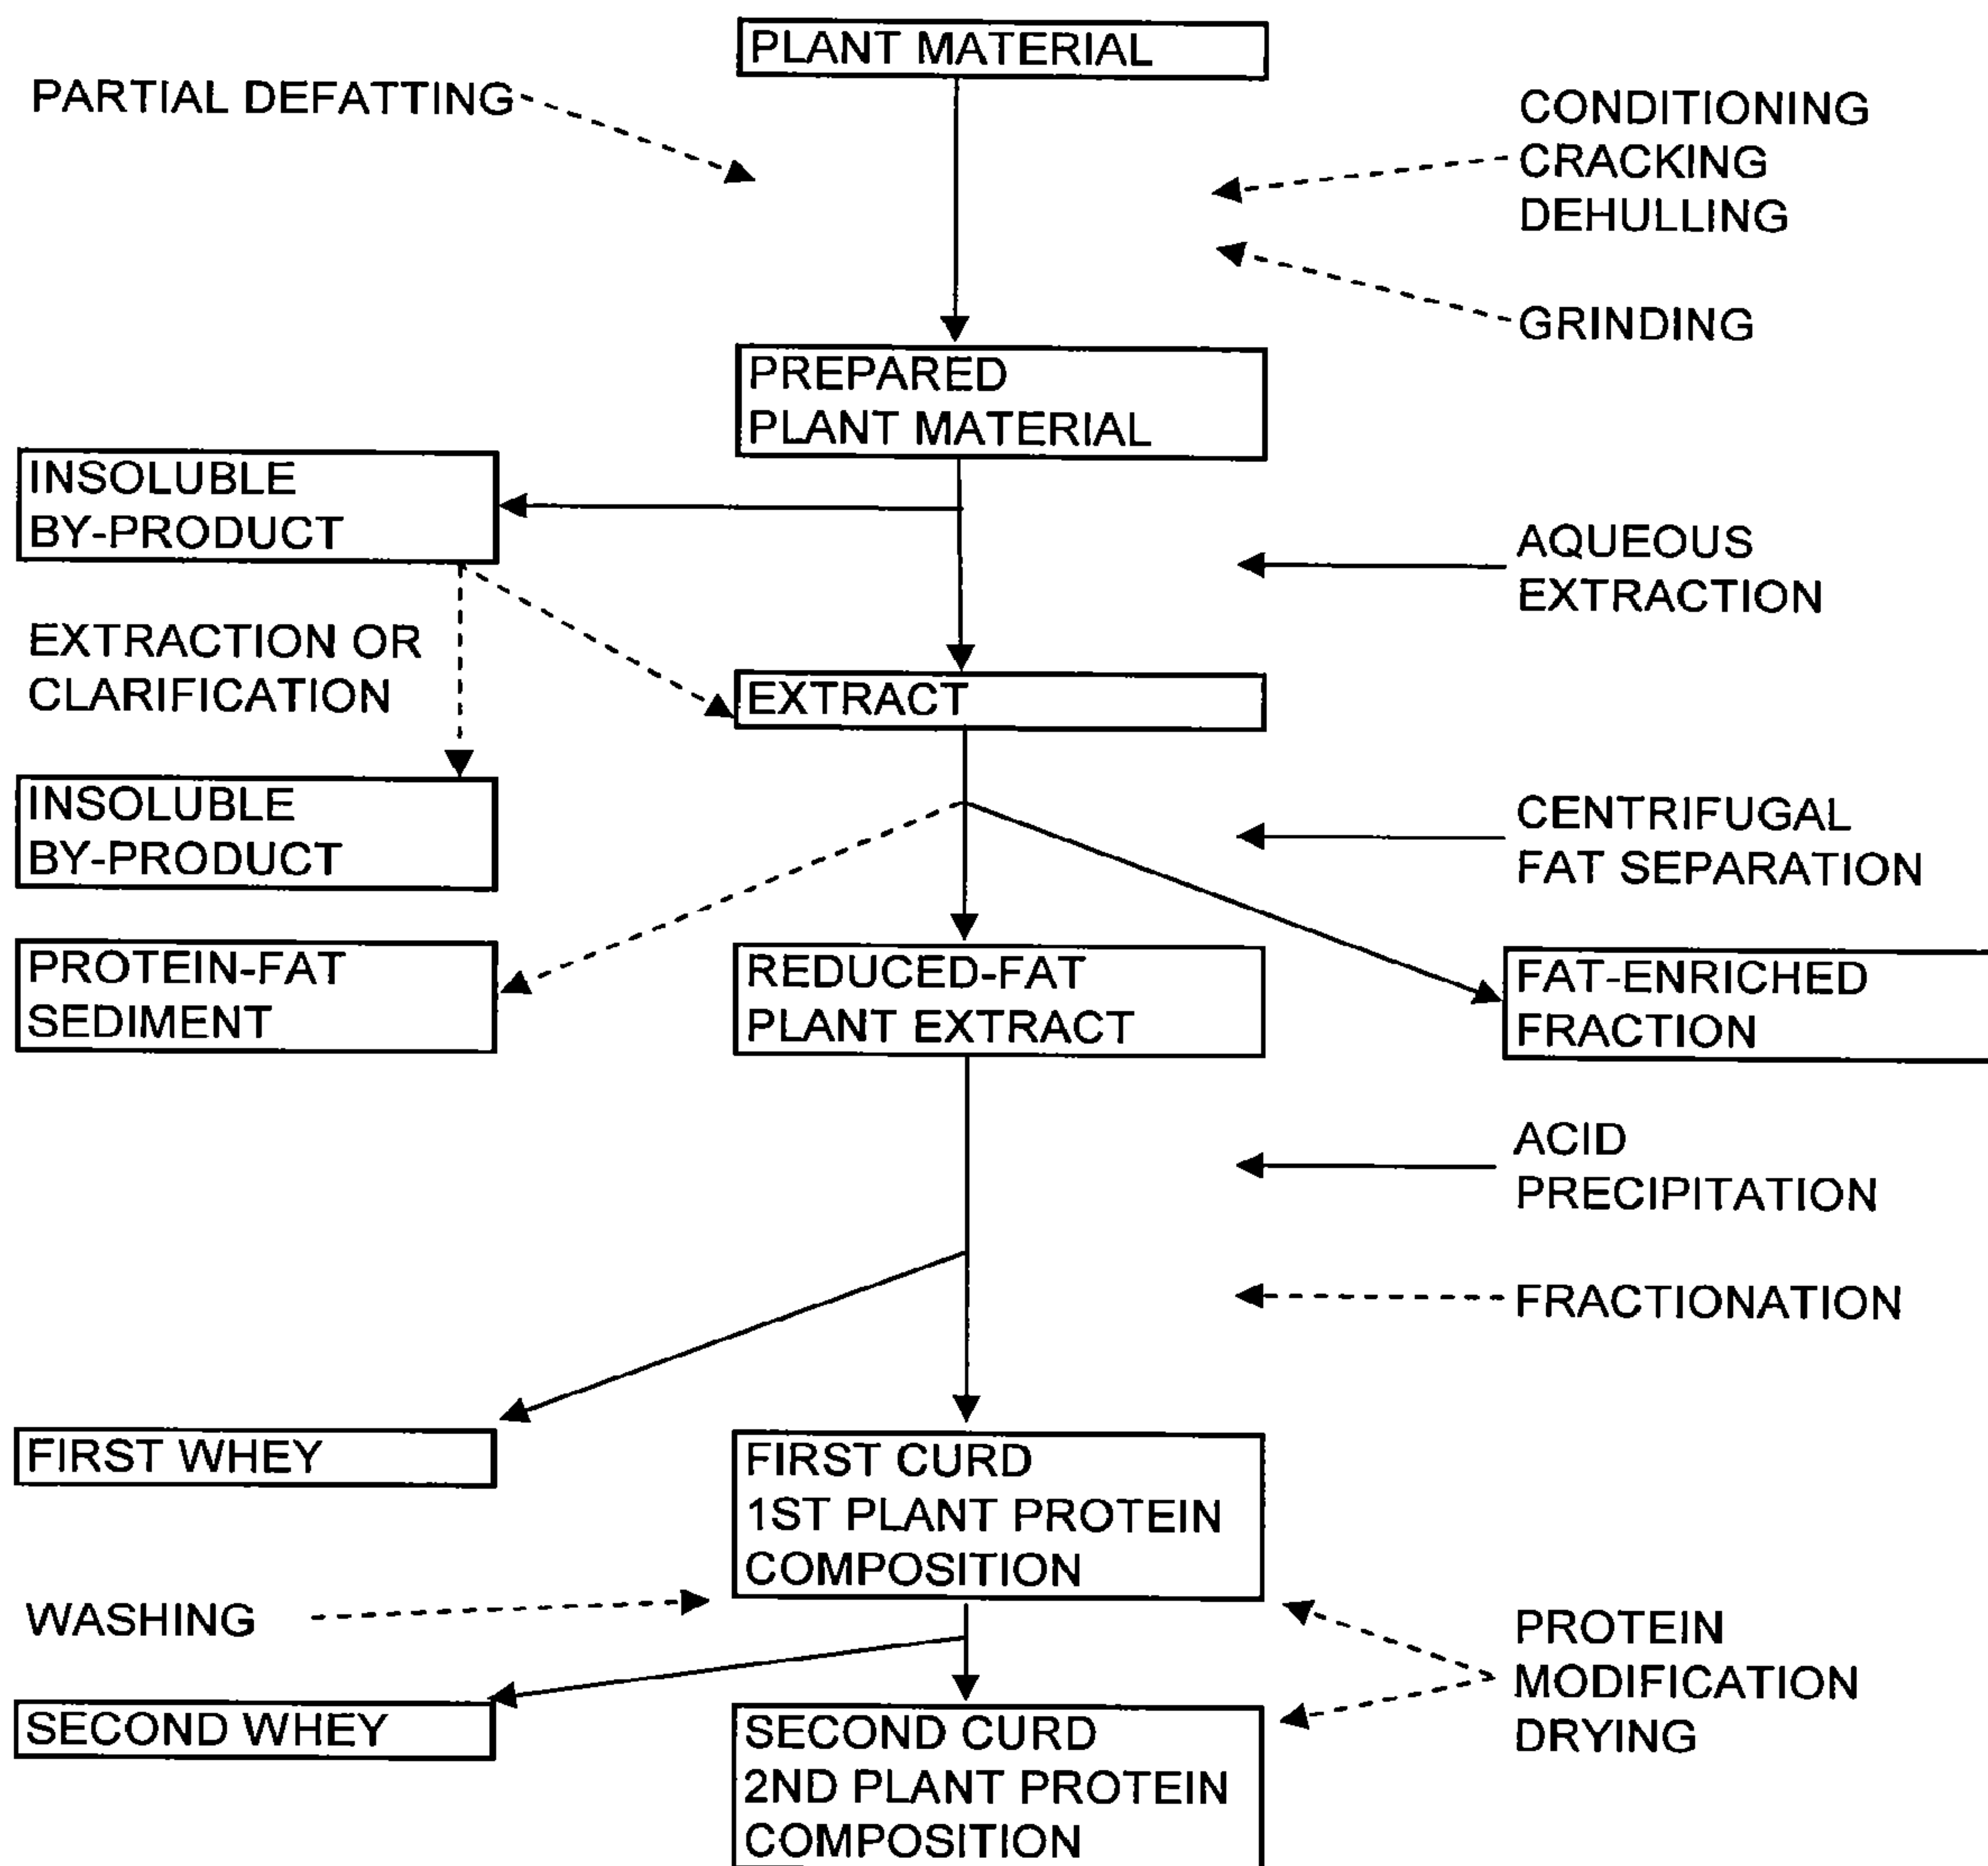 PLANT MATERIAL
PARTIAL DEFATTING
CONDITIONING
CRACKING
DEHULLING
GRINDING
PREPARED
PLANT MATERIAL
INSOLUBLE
BY-PRODUCT
AQUEOUS
EXTRACTION
EXTRACTION OR
CLARIFICATION
EXTRACT
INSOLUBLE
BY-PRODUCT
CENTRIFUGAL
FAT SEPARATION
PROTEIN-FAT
SEDIMENT
REDUCED-FAT
PLANT EXTRACT
FAT-ENRICHED
FRACTION
ACID
PRECIPITATION
FRACTIONATION
FIRST WHEY
FIRST CURD
1ST PLANT PROTEIN
COMPOSITION
WASHING
PROTEIN
MODIFICATION
DRYING
SECOND WHEY
SECOND CURD
2ND PLANT PROTEIN
COMPOSITION